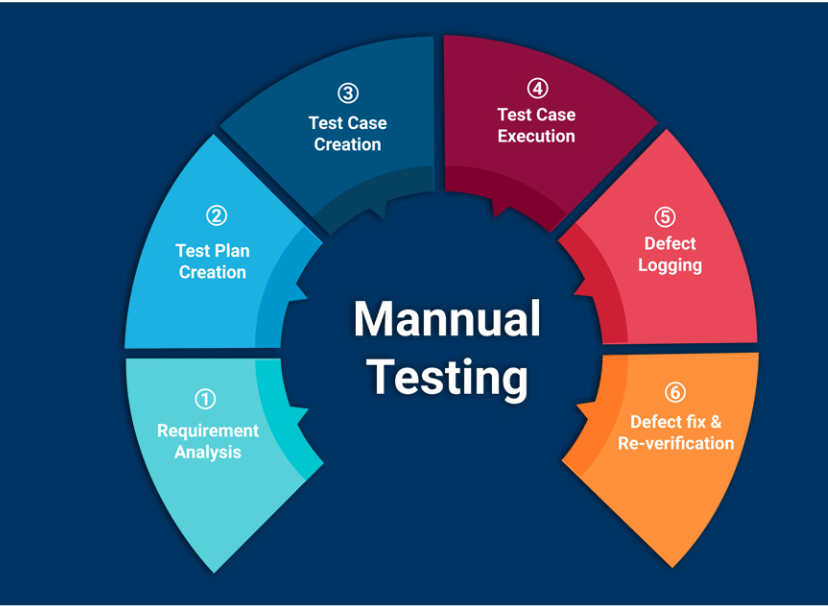 ①
Requirement
Analysis
②
Test Plan
Creation
③
Test Case
Creation
④
Test Case
Execution
⑤
Defect
Logging
⑥
Defect fix &
Re-verification
Mannual
Testing